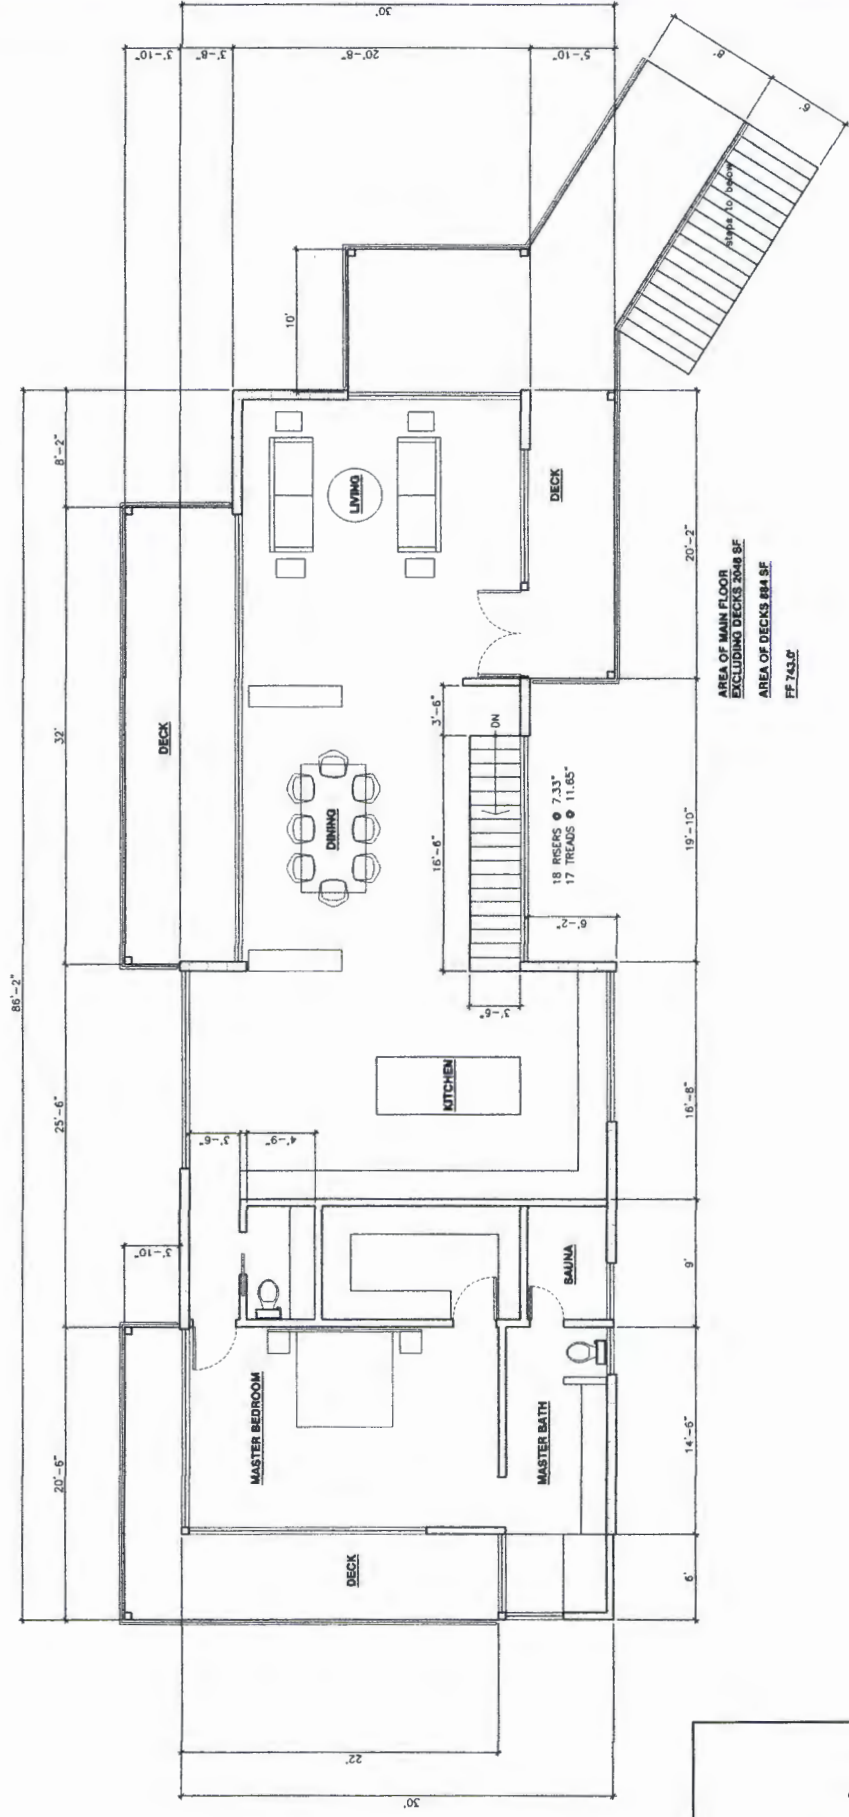 30'
3'-10"
3'-8"
20'-8"
5'-10"
8'
6'
steps to below
10'
86'-2"
8'-2"
32'
25'-6"
20'-6"
DECK
LIVING
DECK
20'-2"
DINING
3'-6"
DN
16'-6"
18 RISERS @ 7.33"
17 TREADS @ 11.65"
19'-10"
6'-2"
3'-6"
KITCHEN
16'-8"
3'-6"
4'-9"
3'-10"
SAUNA
9'
MASTER BEDROOM
MASTER BATH
14'-6"
DECK
6'
22'
30'
AREA OF MAIN FLOOR
EXCLUDING DECKS 2048 SF
AREA OF DECKS 884 SF
FF 743.0'